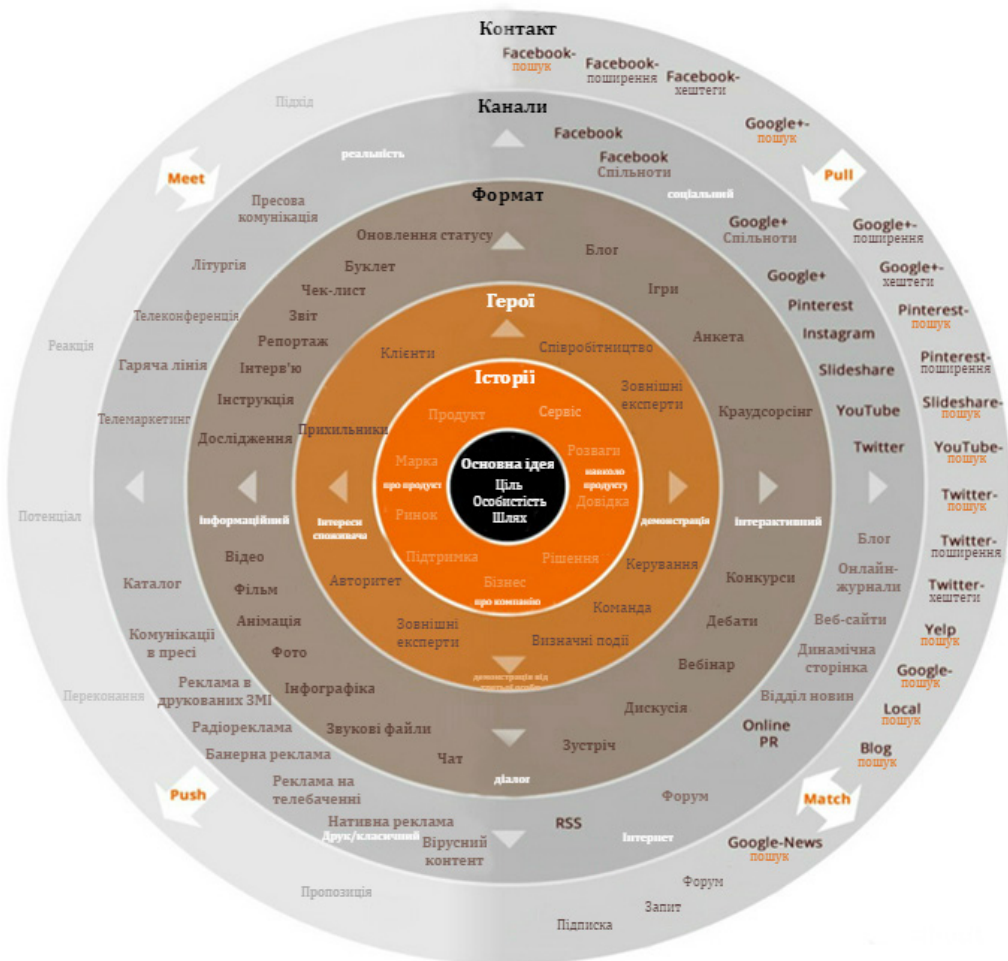 Контакт
Facebook-
пошук
Facebook-
поширення
Facebook-
хештеги
Google+-
пошук
Pull
Google+-
поширення
Google+-
хештеги
Pinterest-
пошук
Pinterest-
поширення
Slideshare-
пошук
YouTube-
пошук
Twitter-
пошук
Twitter-
поширення
Twitter-
хештеги
Yelp
пошук
Google-
пошук
Local
пошук
Blog
пошук
Match
Google-News
пошук
Форум
Запит
Підписка
Пропозиція
Push
Переконання
Потенціал
Реакція
Meet
Підхід
Канали
реальність
Facebook
Facebook
Спільноти
соціальний
Google+
Спільноти
Google+
Pinterest
Instagram
Slideshare
YouTube
Twitter
Блог
Онлайн-
журнали
Веб-сайти
Динамічна
сторінка
Відділ новин
Online
PR
Форум
Інтернет
RSS
Вірусний
контент
Друк/класичний
Нативна реклама
Реклама на
телебаченні
Банерна реклама
Радіореклама
Реклама в
друкованих ЗМІ
Комунікації
в пресі
Каталог
Телемаркетинг
Гаряча лінія
Телеконференція
Літургія
Пресова
комунікація
Формат
Оновлення статусу
Буклет
Чек-лист
Звіт
Репортаж
Інтерв'ю
Інструкція
Дослідження
інформаційний
Відео
Фільм
Анімація
Фото
Інфографіка
Звукові файли
Чат
діалог
Зустріч
Дискусія
Вебінар
Дебати
Конкурси
інтерактивний
Краудсорсінг
Анкета
Ігри
Блог
Герої
Клієнти
Співробітництво
Зовнішні
експерти
Прихильники
Інтереси
споживача
демонстрація
Авторитет
Керування
Зовнішні
експерти
Команда
Визначні події
демонстрація від
Історії
Продукт
Сервіс
Марка
Розваги
про продукт
навколо
продукту
Ринок
Довідка
Підтримка
Рішення
Бізнес
про компанію
Основна ідея
Ціль
Особистість
Шлях